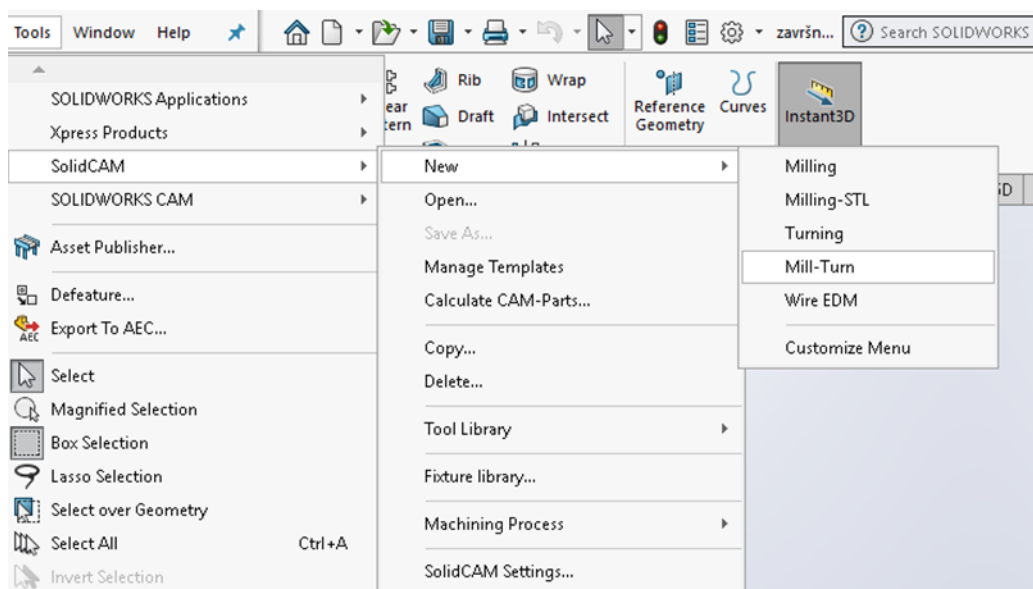 Tools Window Help završn... Search SOLIDWORKS
Rib Wrap
Draft Intersect
Reference Geometry
Curves
Instant3D
SOLIDWORKS Applications
Xpress Products
SolidCAM
SOLIDWORKS CAM
Asset Publisher...
Defeature...
Export To AEC...
AEC
Select
Magnified Selection
Box Selection
Lasso Selection
Select over Geometry
Select All Ctrl+A
Invert Selection
New
Open...
Save As...
Manage Templates
Calculate CAM-Parts...
Copy...
Delete...
Tool Library
Fixture library...
Machining Process
SolidCAM Settings...
Milling
Milling-STL
Turning
Mill-Turn
Wire EDM
Customize Menu